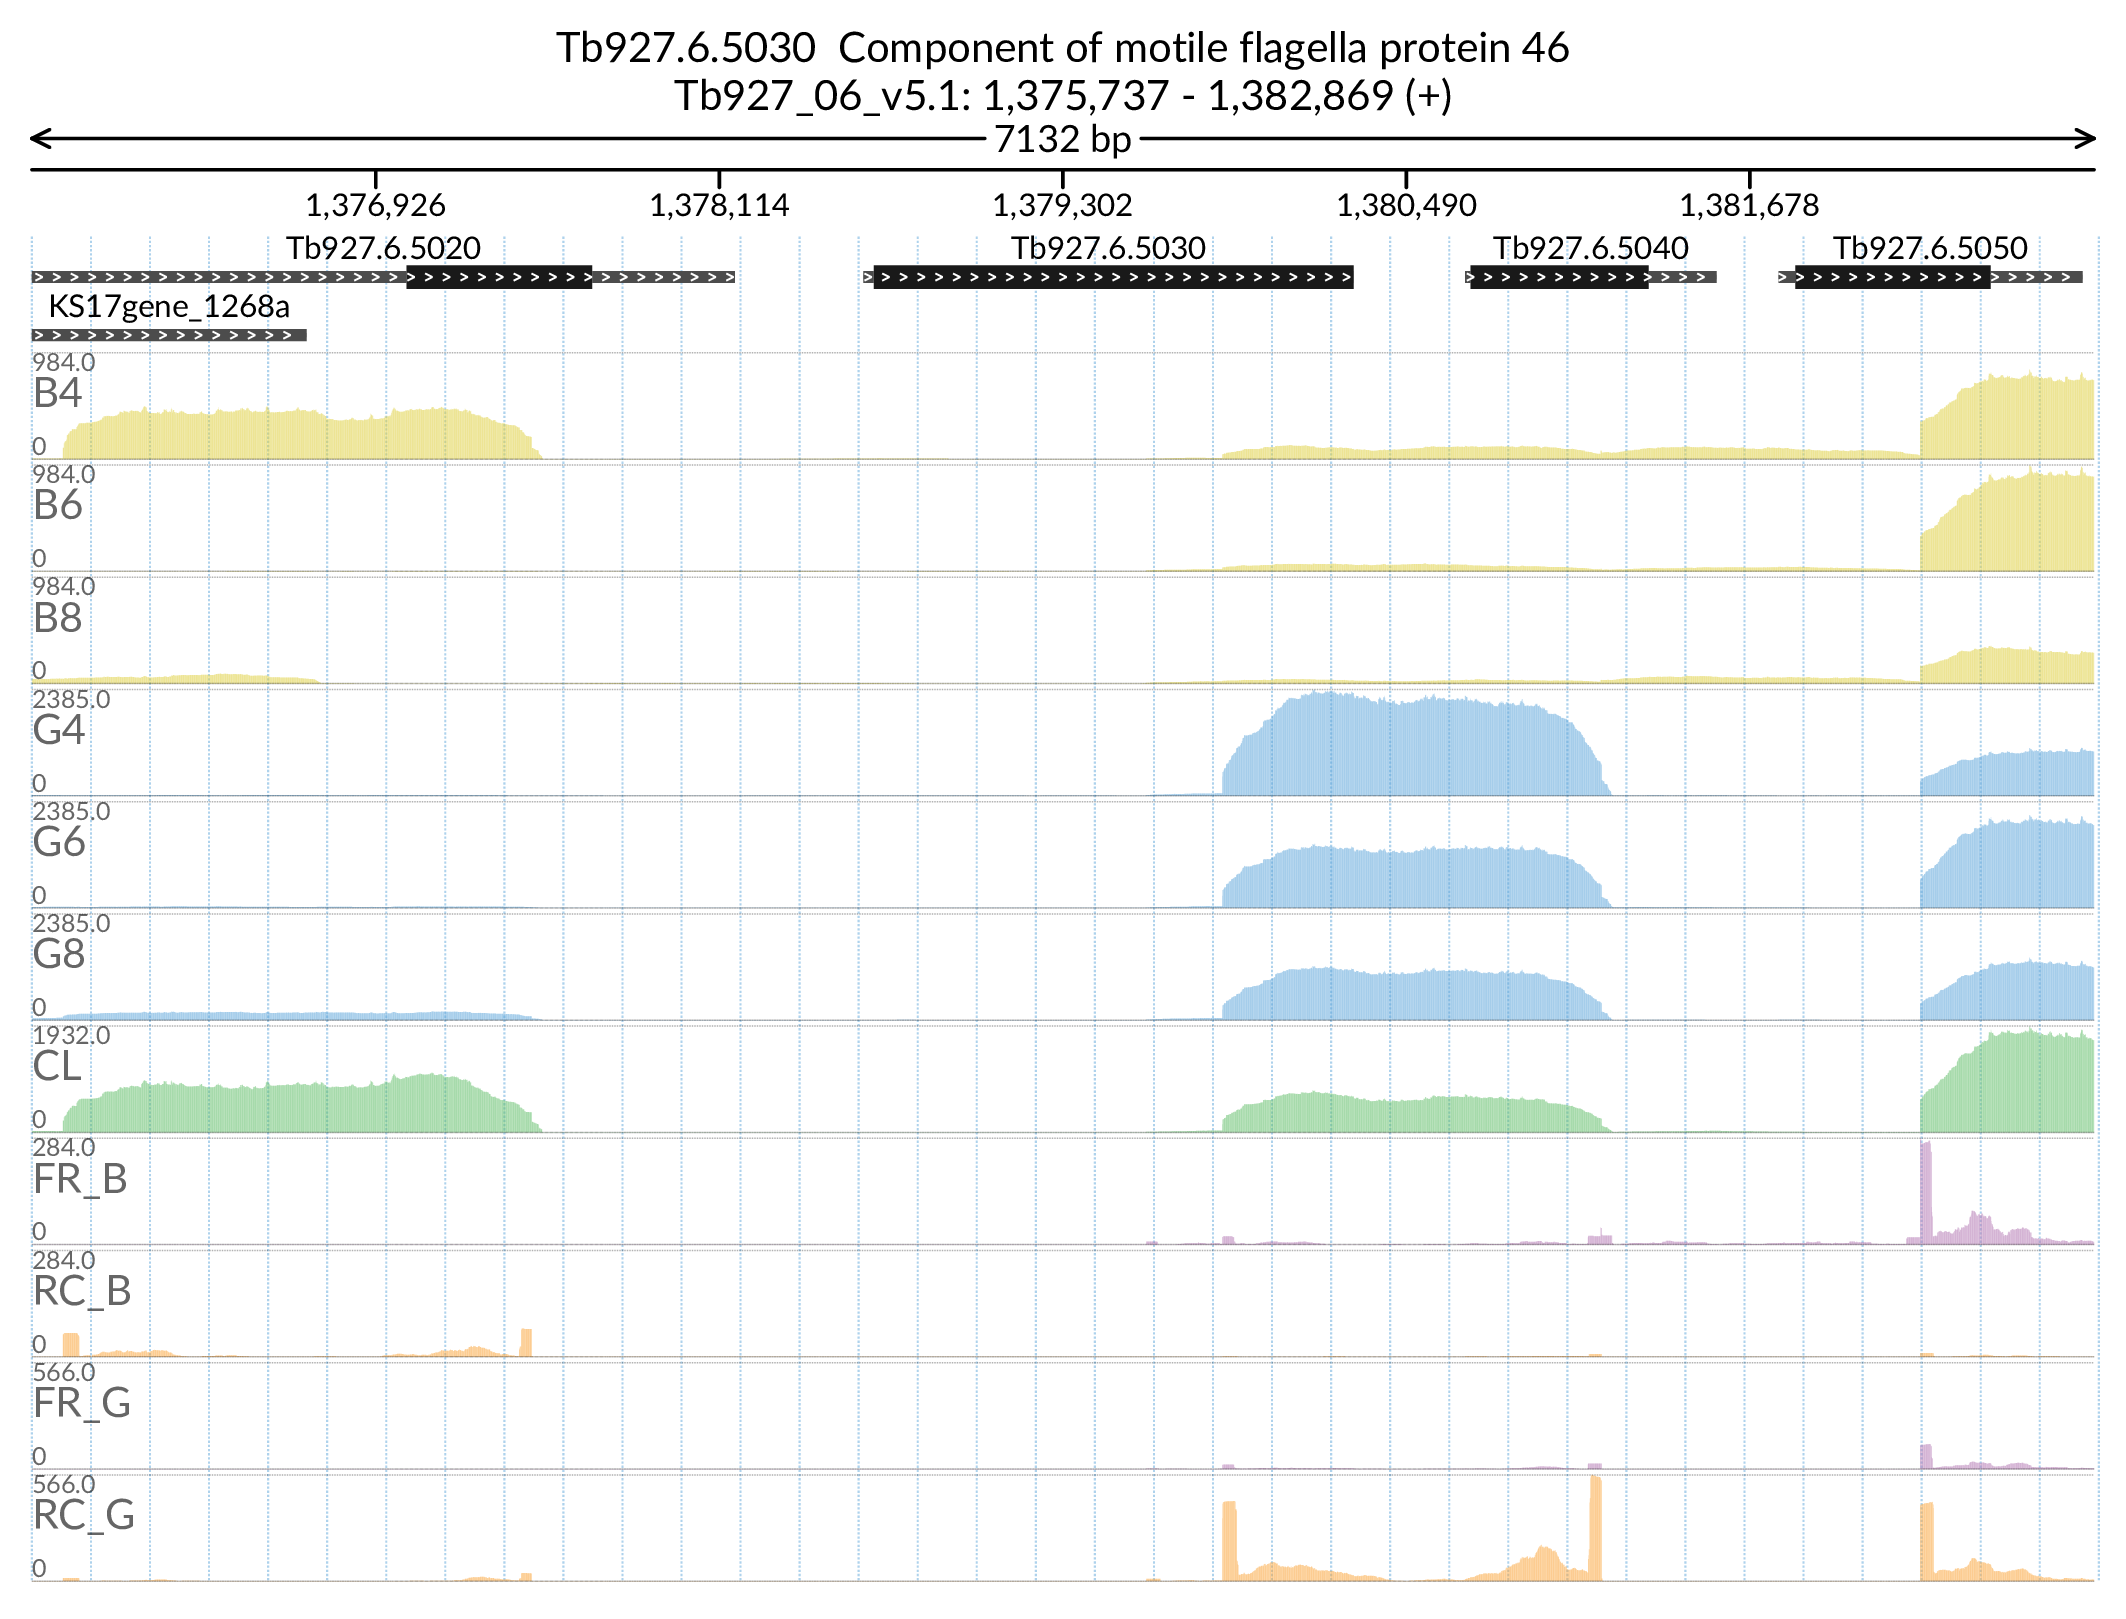 Tb927.6.5030  Component of motile flagella protein 46
Tb927_06_v5.1: 1,375,737 - 1,382,869 (+)
7132 bp
1,376,926 1,378,114 1,379,302 1,380,490 1,381,678
Tb927.6.5020 Tb927.6.5030 Tb927.6.5040 Tb927.6.5050
KS17gene_1268a
984.0
B4
0
984.0
B6
0
984.0
B8
0
2385.0
G4
0
2385.0
G6
0
2385.0
G8
0
1932.0
CL
0
284.0
FR_B
0
284.0
RC_B
0
566.0
FR_G
0
566.0
RC_G
0